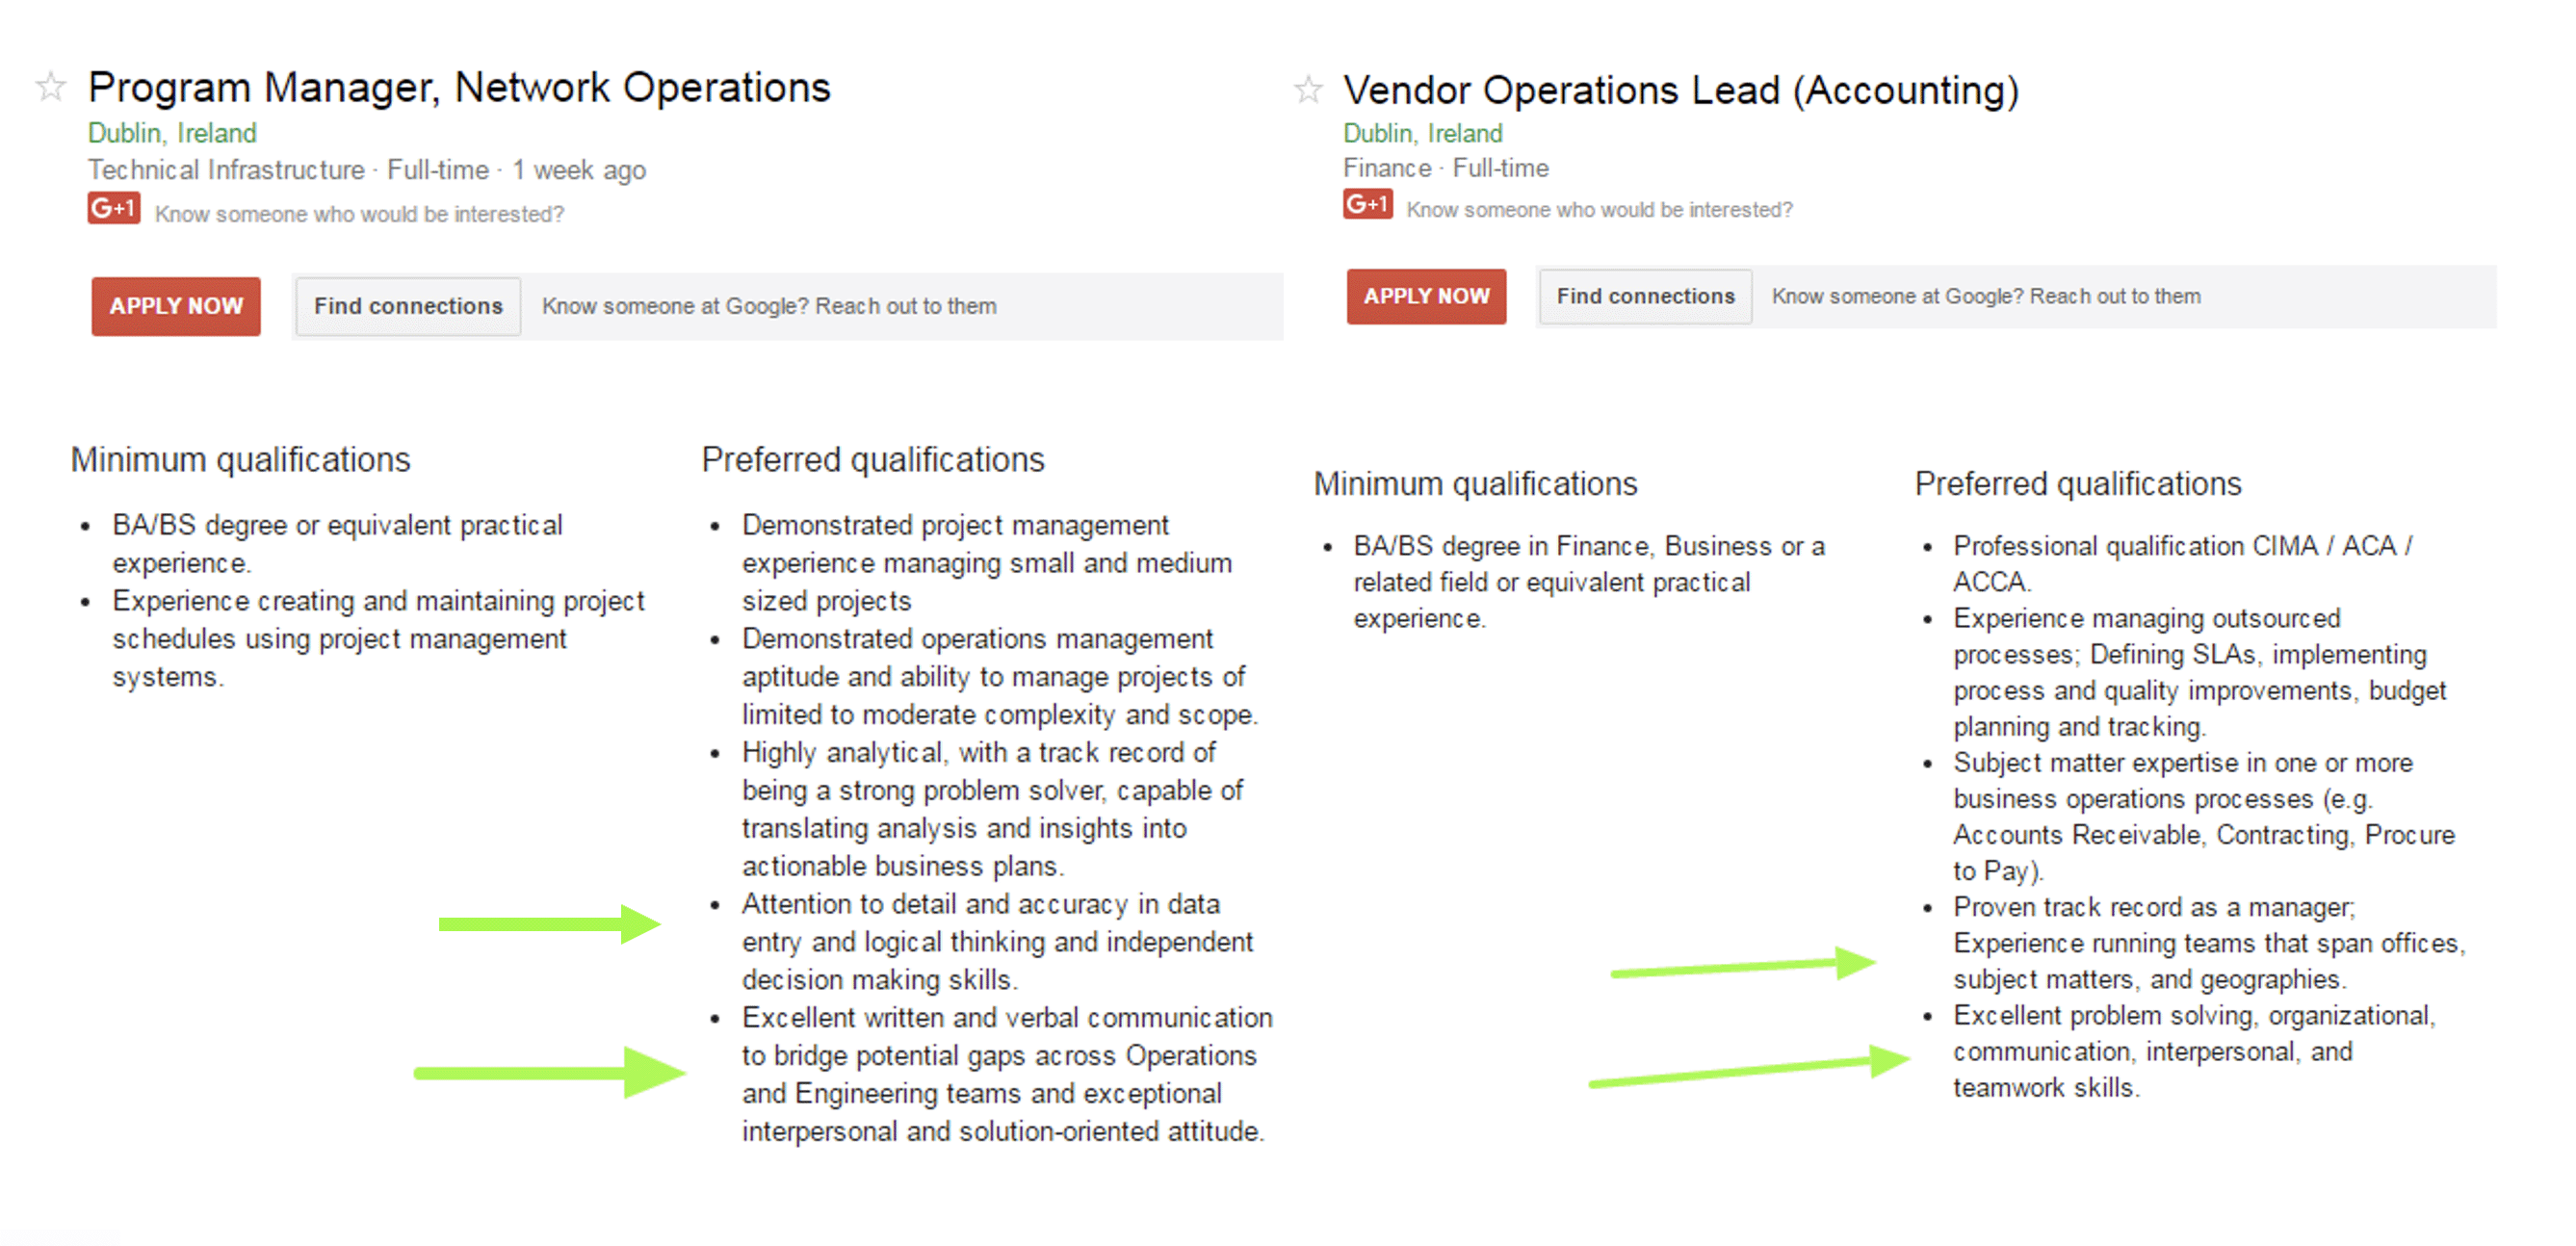 Program Manager, Network Operations
Dublin, Ireland
Technical Infrastructure · Full-time · 1 week ago
G+1 Know someone who would be interested?
APPLY NOW Find connections Know someone at Google? Reach out to them
Minimum qualifications
• BA/BS degree or equivalent practical
experience.
• Experience creating and maintaining project
schedules using project management
systems.
Preferred qualifications
• Demonstrated project management
experience managing small and medium
sized projects
• Demonstrated operations management
aptitude and ability to manage projects of
limited to moderate complexity and scope.
• Highly analytical, with a track record of
being a strong problem solver, capable of
translating analysis and insights into
actionable business plans.
• Attention to detail and accuracy in data
entry and logical thinking and independent
decision making skills.
• Excellent written and verbal communication
to bridge potential gaps across Operations
and Engineering teams and exceptional
interpersonal and solution-oriented attitude.
Vendor Operations Lead (Accounting)
Dublin, Ireland
Finance · Full-time
G+1 Know someone who would be interested?
APPLY NOW Find connections Know someone at Google? Reach out to them
Minimum qualifications
• BA/BS degree in Finance, Business or a
related field or equivalent practical
experience.
Preferred qualifications
• Professional qualification CIMA / ACA /
ACCA.
• Experience managing outsourced
processes; Defining SLAs, implementing
process and quality improvements, budget
planning and tracking.
• Subject matter expertise in one or more
business operations processes (e.g.
Accounts Receivable, Contracting, Procure
to Pay).
• Proven track record as a manager;
Experience running teams that span offices,
subject matters, and geographies.
• Excellent problem solving, organizational,
communication, interpersonal, and
teamwork skills.